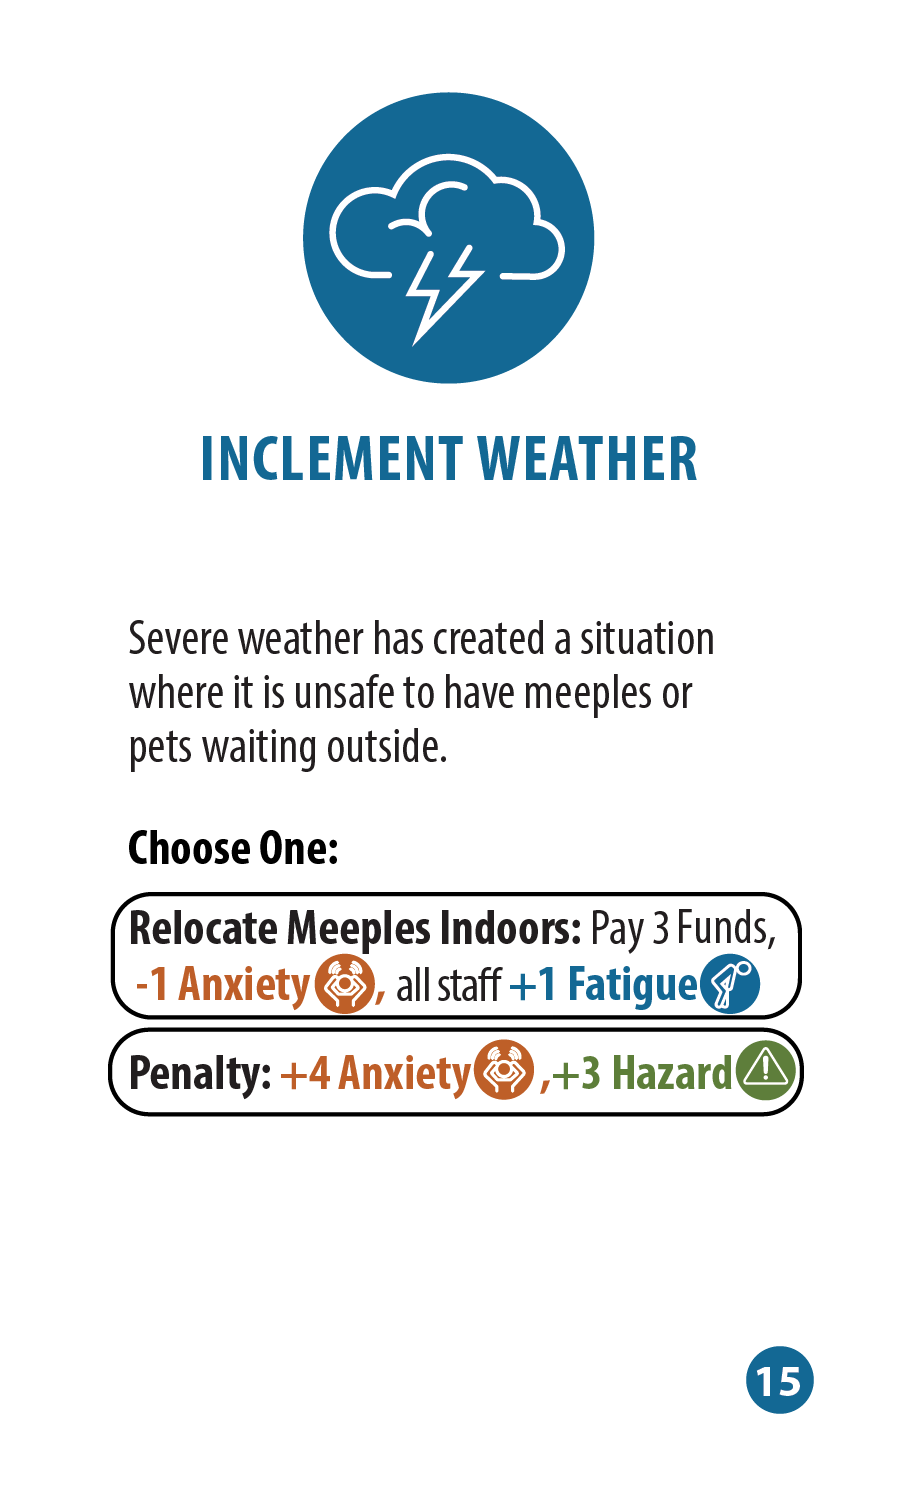 INCLEMENT WEATHER
Severe weather has created a situation
where it is unsafe to have meeples or
pets waiting outside.
Choose One:
Relocate Meeples Indoors: Pay 3 Funds,
-1 Anxiety, all staff +1 Fatigue
Penalty: +4 Anxiety ,+3 Hazard
15